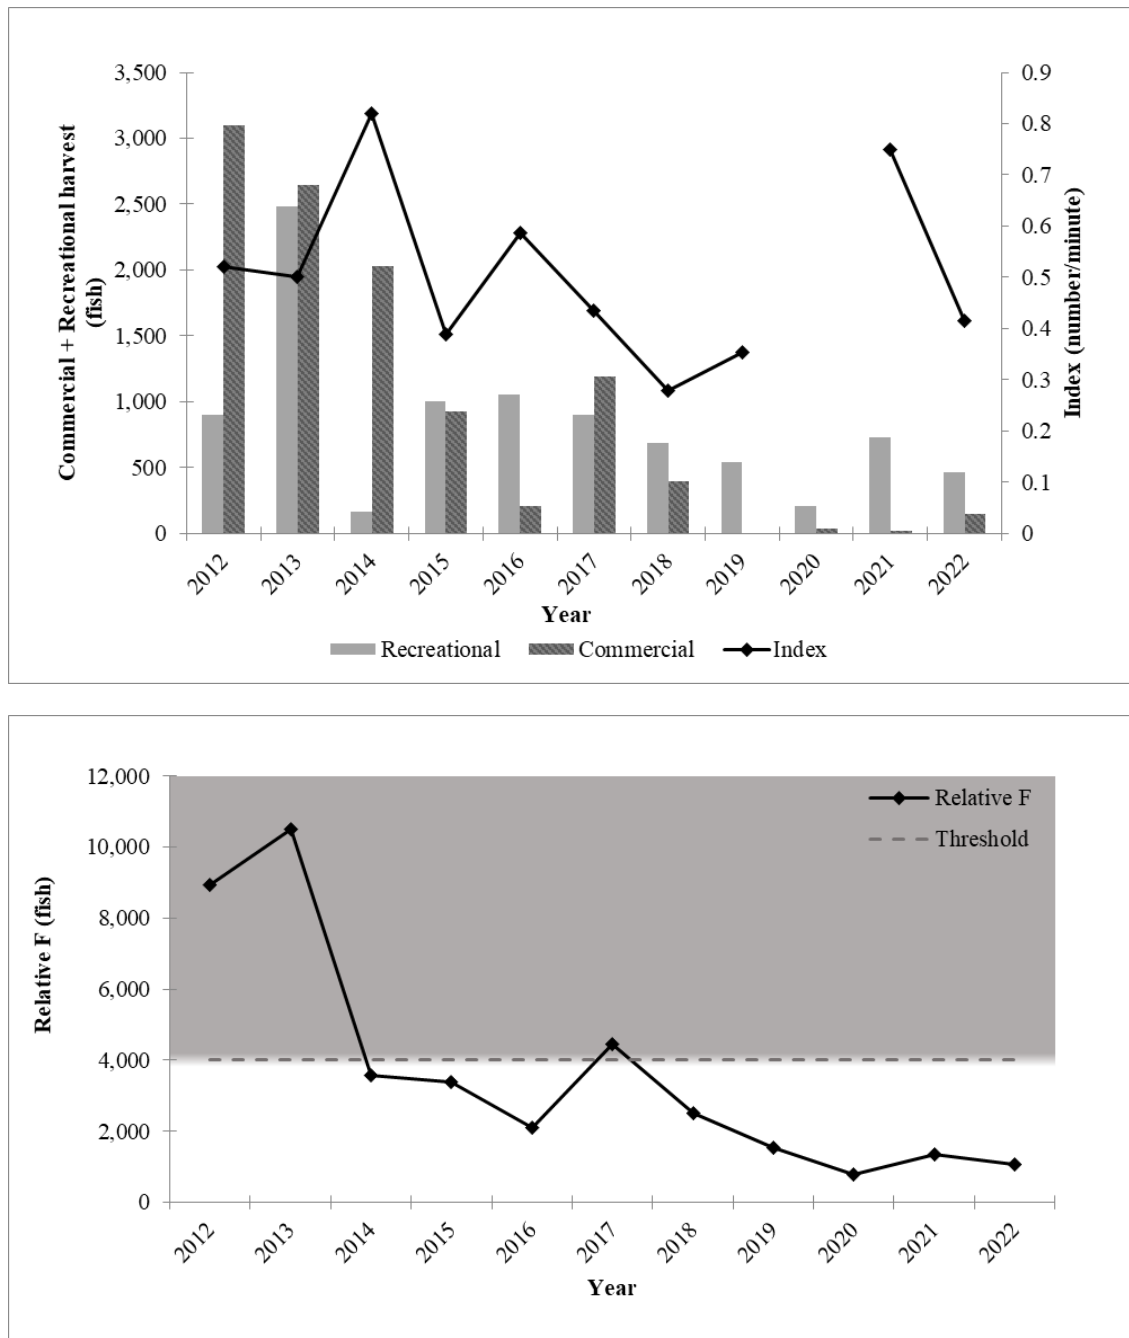 3,500
3,000
2,500
2,000
1,500
1,000
500
0
Commercial + Recreational harvest
(fish)
0.9
0.8
0.7
0.6
0.5
0.4
0.3
0.2
0.1
0
Index (number/minute)
2012 2013 2014 2015 2016 2017 2018 2019 2020 2021 2022
Year
Recreational Commercial Index
12,000
10,000
8,000
6,000
4,000
2,000
0
Relative F (fish)
Relative F
Threshold
2012 2013 2014 2015 2016 2017 2018 2019 2020 2021 2022
Year